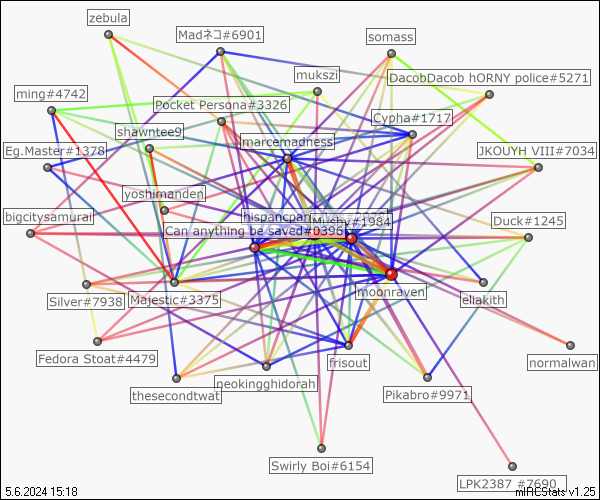 zebula
Madネコ#6901
somass
mukszi
DacobDacob hORNY police#5271
ming#4742
Pocket Persona#3326
Cypha#1717
shawntee9
marcemadness
Eg.Master#1378
JKOUYH VIII#7034
yoshimanden
bigcitysamurai
hispancpan
#1984
Duck#1245
Can anything be saved#0396
Silver#7938
Majestic#3375
moonraven
elakith
Fedora Stoat#4479
frisout
normalwan
thesecondtwat
neokingghidorah
Pikabro#9971
Swirly Boi#6154
LPK2387 #7690
5.6.2024 15:18
mIRCStats v1.25